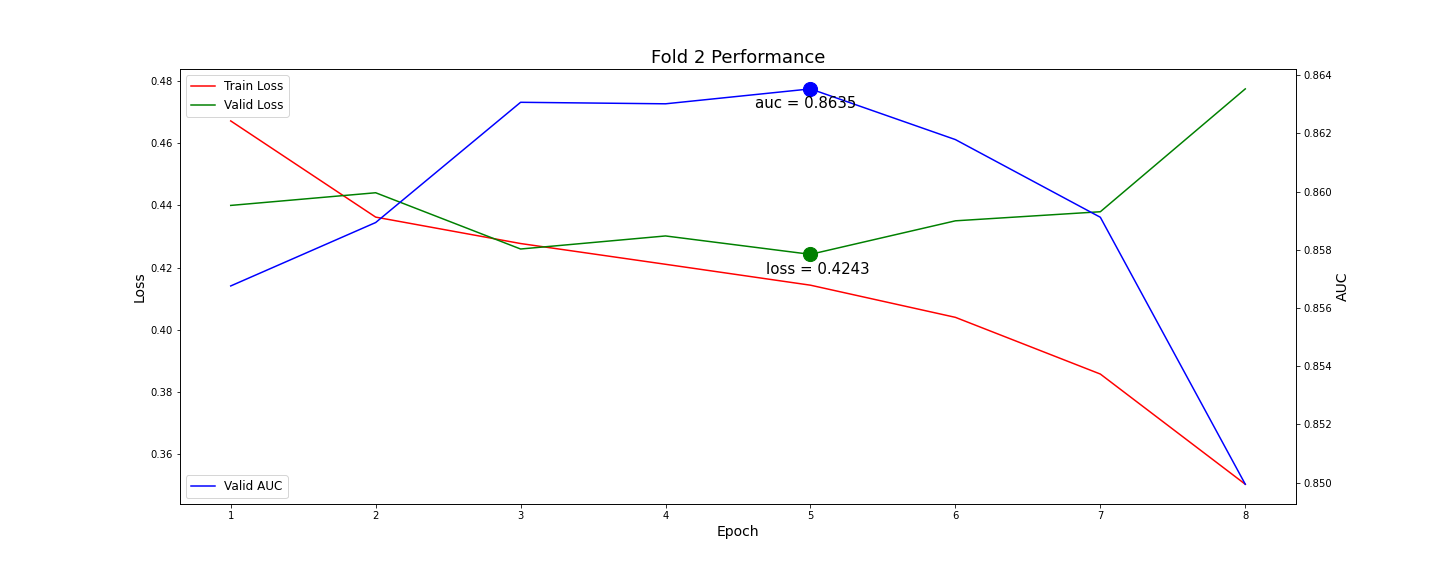 Fold 2 Performance
Train Loss
Valid Loss
Valid AUC
auc = 0.8635
loss = 0.4243
Loss
0.48
0.46
0.44
0.42
0.40
0.38
0.36
AUC
0.864
0.862
0.860
0.858
0.856
0.854
0.852
0.850
1 2 3 4 5 6 7 8
Epoch